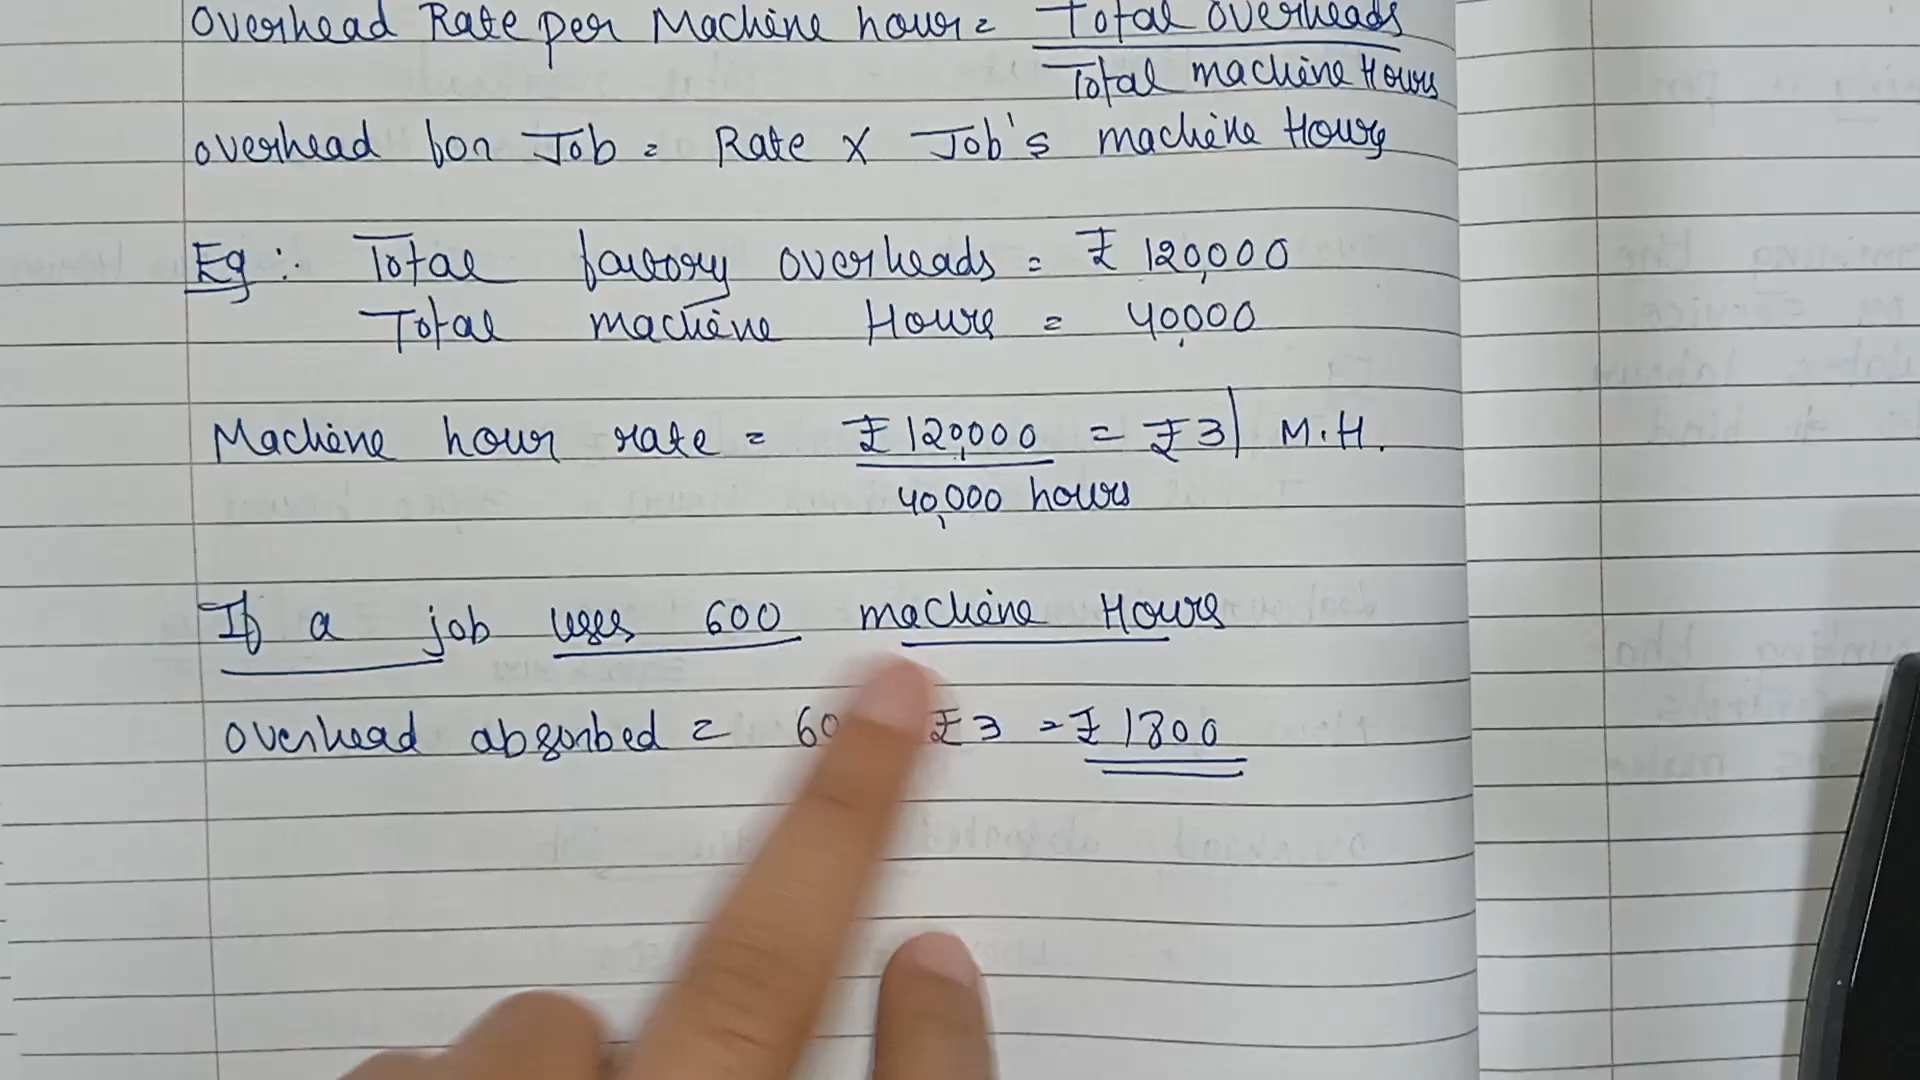 Overhead Rate per Machine hour = Total overheads
Total machine Hours
overhead for Job = Rate X Job's machine Hours
Eg :- Total factory overheads = ₹ 120,000
Total machine Hours = 40,000
Machine hour rate = ₹ 120,000 = ₹ 3/ M.H.
40,000 hours
If a job uses 600 machine Hours
overhead absorbed = ₹ 3 = ₹ 1800